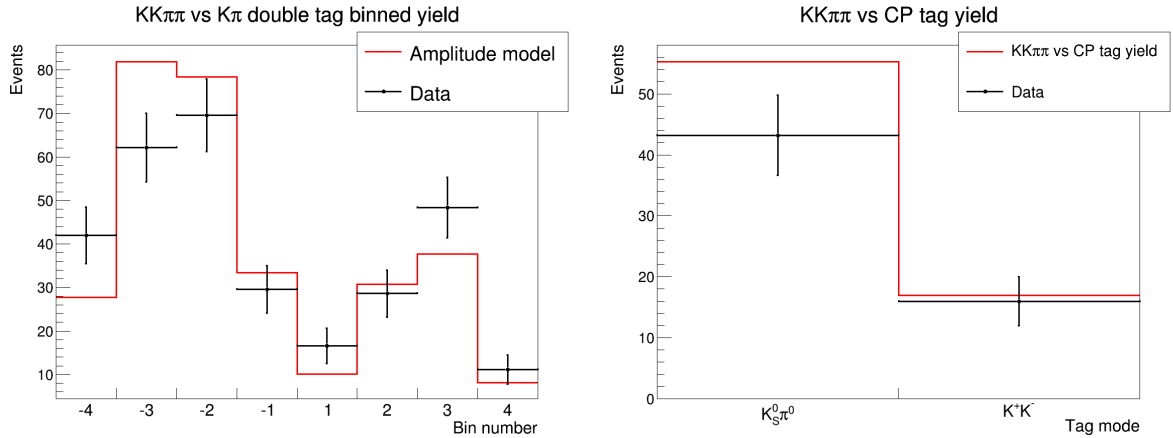 KKππ vs Kπ double tag binned yield
Events
Amplitude model
Data
80
70
60
50
40
30
20
10
-4 -3 -2 -1 1 2 3 4
Bin number
KKππ vs CP tag yield
Events
KKππ vs CP tag yield
Data
50
40
30
20
10
0
K⁰_Sπ⁰ K⁺K⁻
Tag mode